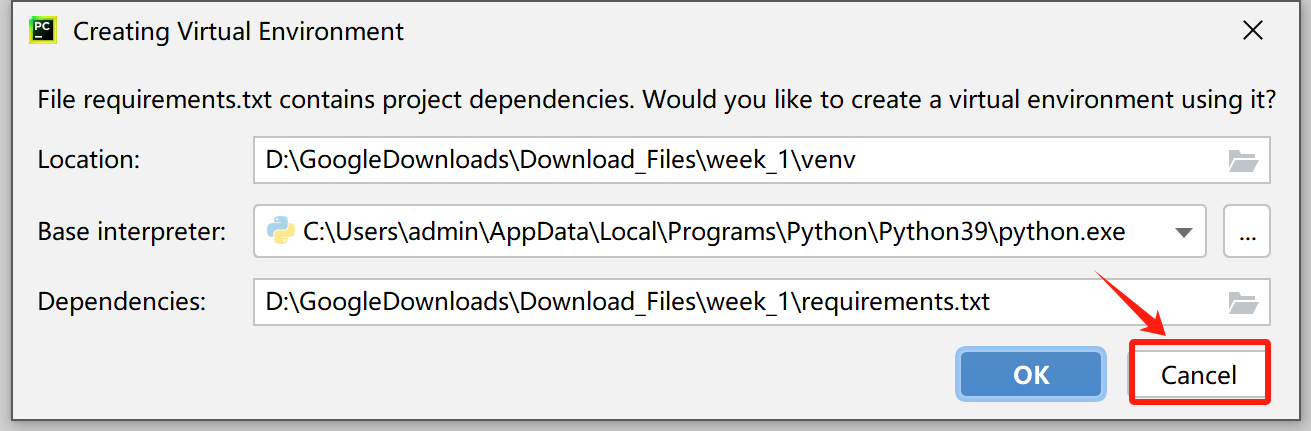 PC Creating Virtual Environment
File requirements.txt contains project dependencies. Would you like to create a virtual environment using it?
Location: D:\GoogleDownloads\Download_Files\week_1\venv
Base interpreter: C:\Users\admin\AppData\Local\Programs\Python\Python39\python.exe ...
Dependencies: D:\GoogleDownloads\Download_Files\week_1\requirements.txt
OK Cancel